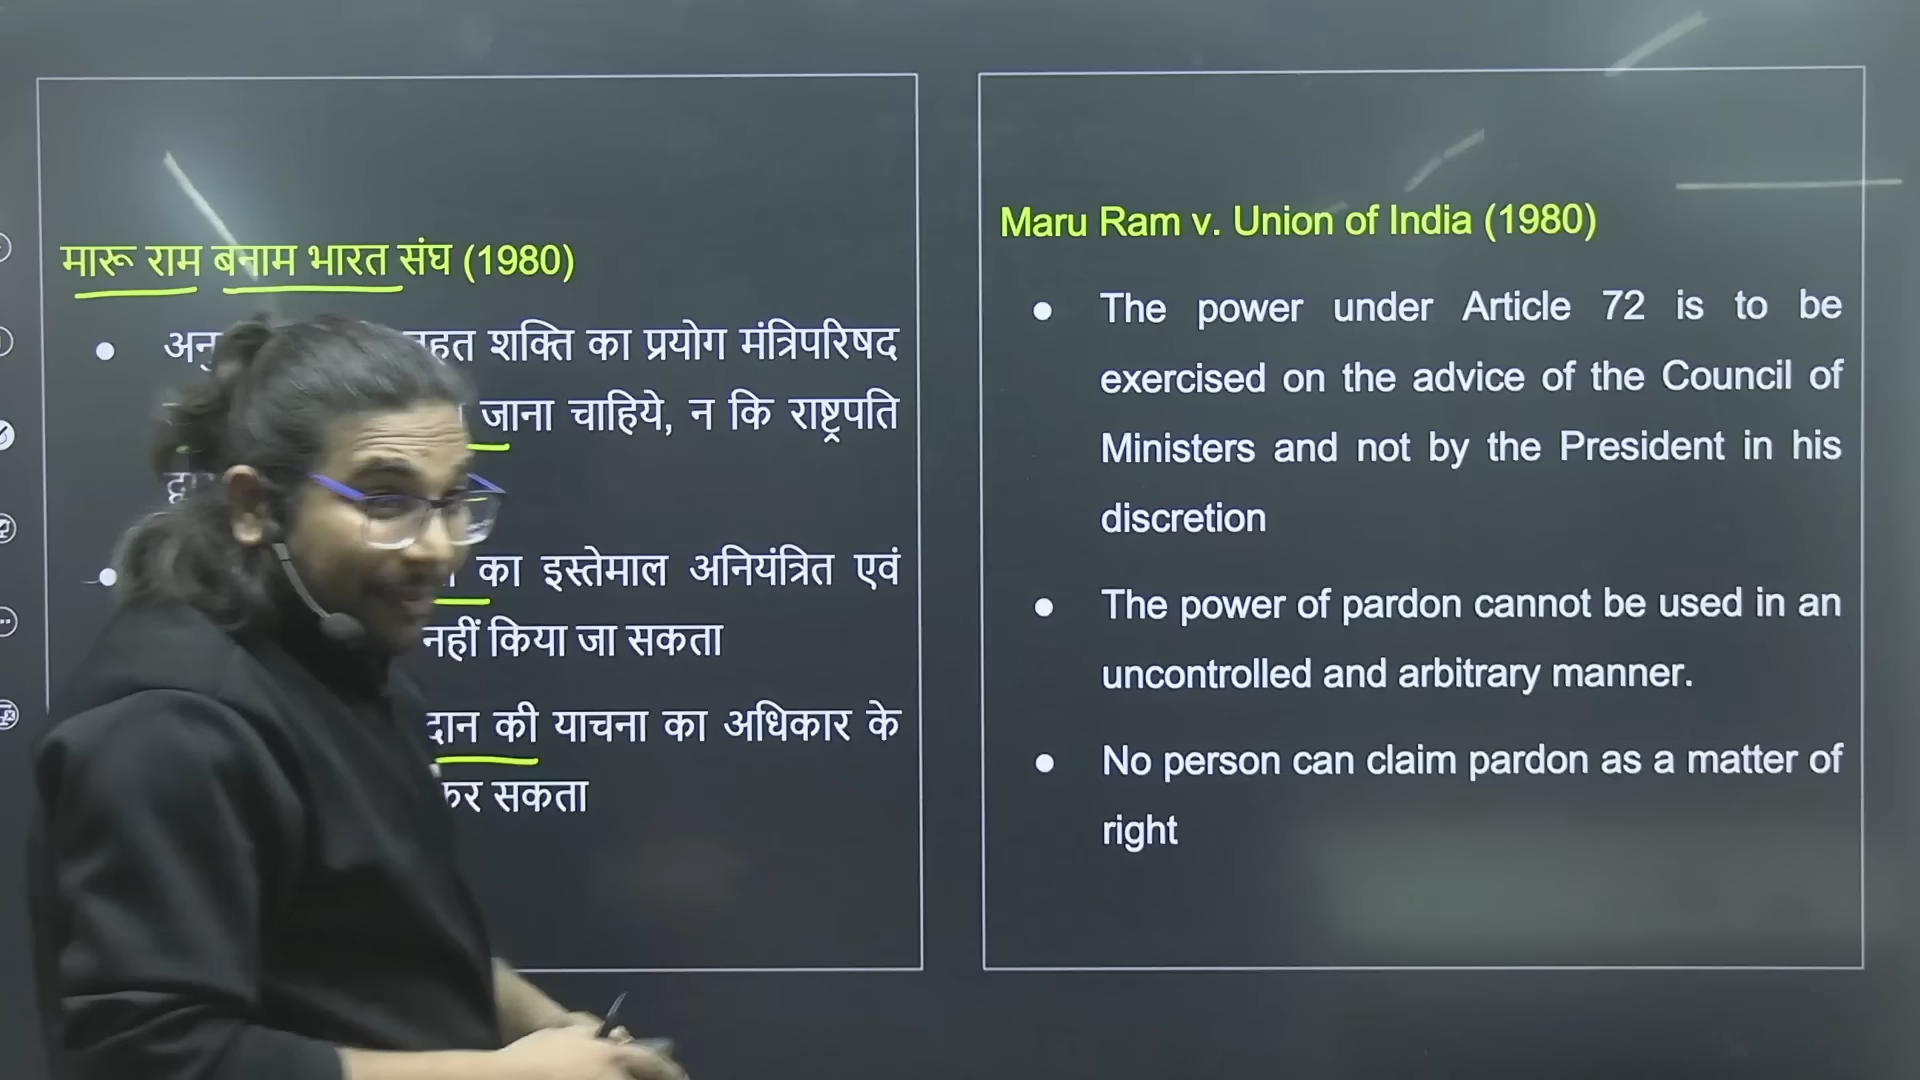 मारू राम बनाम भारत संघ (1980)
शक्ति का प्रयोग मंत्रिपरिषद
जाना चाहिये, न कि राष्ट्रपति
का इस्तेमाल अनियंत्रित एवं
नहीं किया जा सकता
की याचना का अधिकार के
सकता
Maru Ram v. Union of India (1980)
● The power under Article 72 is to be
exercised on the advice of the Council of
Ministers and not by the President in his
discretion
● The power of pardon cannot be used in an
uncontrolled and arbitrary manner.
● No person can claim pardon as a matter of
right